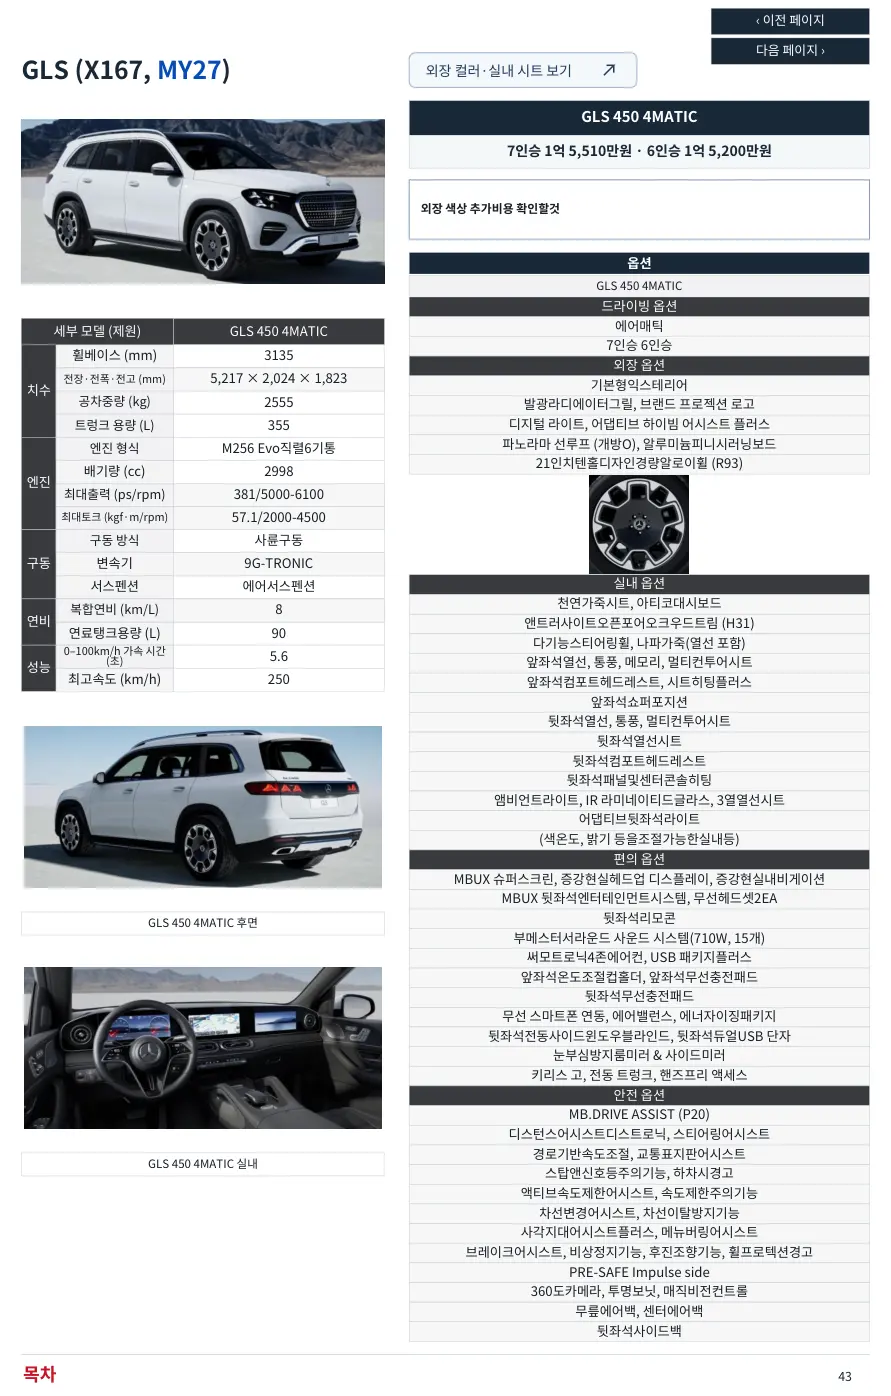 ‹ 이전 페이지
다음 페이지 ›
GLS (X167, MY27)
외장 컬러·실내 시트 보기
GLS 450 4MATIC
7인승 1억 5,510만원 · 6인승 1억 5,200만원
외장 색상 추가비용 확인할것
세부 모델 (제원) GLS 450 4MATIC
치수
휠베이스 (mm) 3135
전장·전폭·전고 (mm) 5,217 × 2,024 × 1,823
공차중량 (kg) 2555
트렁크 용량 (L) 355
엔진
엔진 형식 M256 Evo직렬6기통
배기량 (cc) 2998
최대출력 (ps/rpm) 381/5000-6100
최대토크 (kgf·m/rpm) 57.1/2000-4500
구동
구동 방식 사륜구동
변속기 9G-TRONIC
서스펜션 에어서스펜션
연비
복합연비 (km/L) 8
연료탱크용량 (L) 90
성능
0–100km/h 가속 시간
(초) 5.6
최고속도 (km/h) 250
GLS 450 4MATIC 후면
GLS 450 4MATIC 실내
옵션
GLS 450 4MATIC
드라이빙 옵션
에어매틱
7인승 6인승
외장 옵션
기본형익스테리어
발광라디에이터그릴, 브랜드 프로젝션 로고
디지털 라이트, 어댑티브 하이빔 어시스트 플러스
파노라마 선루프 (개방O), 알루미늄피니시러닝보드
21인치텐홀디자인경량알로이휠 (R93)
실내 옵션
천연가죽시트, 아티코대시보드
앤트러사이트오픈포어오크우드트림 (H31)
다기능스티어링휠, 나파가죽(열선 포함)
앞좌석열선, 통풍, 메모리, 멀티컨투어시트
앞좌석컴포트헤드레스트, 시트히팅플러스
앞좌석쇼퍼포지션
뒷좌석열선, 통풍, 멀티컨투어시트
뒷좌석열선시트
뒷좌석컴포트헤드레스트
뒷좌석패널및센터콘솔히팅
앰비언트라이트, IR 라미네이티드글라스, 3열열선시트
어댑티브뒷좌석라이트
(색온도, 밝기 등을조절가능한실내등)
편의 옵션
MBUX 슈퍼스크린, 증강현실헤드업 디스플레이, 증강현실내비게이션
MBUX 뒷좌석엔터테인먼트시스템, 무선헤드셋2EA
뒷좌석리모콘
부메스터서라운드 사운드 시스템(710W, 15개)
써모트로닉4존에어컨, USB 패키지플러스
앞좌석온도조절컵홀더, 앞좌석무선충전패드
뒷좌석무선충전패드
무선 스마트폰 연동, 에어밸런스, 에너자이징패키지
뒷좌석전동사이드윈도우블라인드, 뒷좌석듀얼USB 단자
눈부심방지룸미러 & 사이드미러
키리스 고, 전동 트렁크, 핸즈프리 액세스
안전 옵션
MB.DRIVE ASSIST (P20)
디스턴스어시스트디스트로닉, 스티어링어시스트
경로기반속도조절, 교통표지판어시스트
스탑앤신호등주의기능, 하차시경고
액티브속도제한어시스트, 속도제한주의기능
차선변경어시스트, 차선이탈방지기능
사각지대어시스트플러스, 메뉴버링어시스트
브레이크어시스트, 비상정지기능, 후진조향기능, 휠프로텍션경고
PRE-SAFE Impulse side
360도카메라, 투명보닛, 매직비전컨트롤
무릎에어백, 센터에어백
뒷좌석사이드백
목차
43